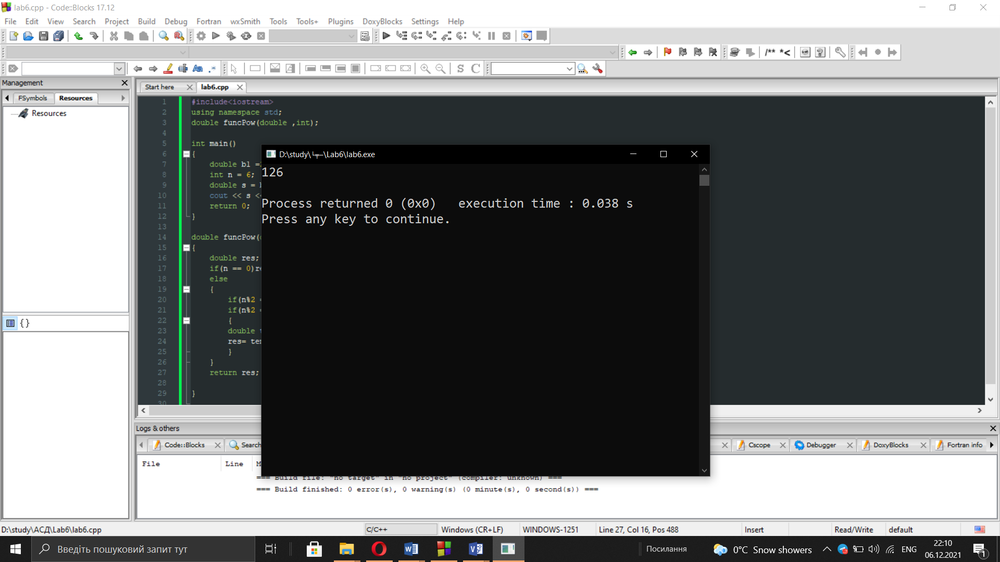 lab6.cpp - Code::Blocks 17.12
File Edit View Search Project Build Debug Fortran wxSmith Tools Tools+ Plugins DoxyBlocks Settings Help
/** *<
Aa .*
S C
Management
FSymbols Resources
Resources
{}
Start here lab6.cpp
1 #include<iostream>
2 using namespace std;
3 double funcPow(double ,int);
4
5 int main()
6 {
7 double b1 =
8 int n = 6;
9 double s =
10 cout << s <
11 return 0;
12 }
13
14 double funcPow(
15 {
16 double res;
17 if(n == 0)r
18 else
19 {
20 if(n%2
21 if(n%2
22 {
23 double
24 res= te
25 }
26 }
27 return res;
28
29 }
30
D:\study\└╤─\Lab6\lab6.exe
126
Process returned 0 (0x0)   execution time : 0.038 s
Press any key to continue.
Logs & others
Code::Blocks Search Cscope Debugger DoxyBlocks Fortran info
File Line M
=== Build file: "no target" in "no project" (compiler: unknown) ===
=== Build finished: 0 error(s), 0 warning(s) (0 minute(s), 0 second(s)) ===
D:\study\АСД\Lab6\lab6.cpp C/C++ Windows (CR+LF) WINDOWS-1251 Line 27, Col 16, Pos 488 Insert Read/Write default
Введіть пошуковий запит тут
Посилання
0°C Snow showers
ENG
22:10
06.12.2021
1